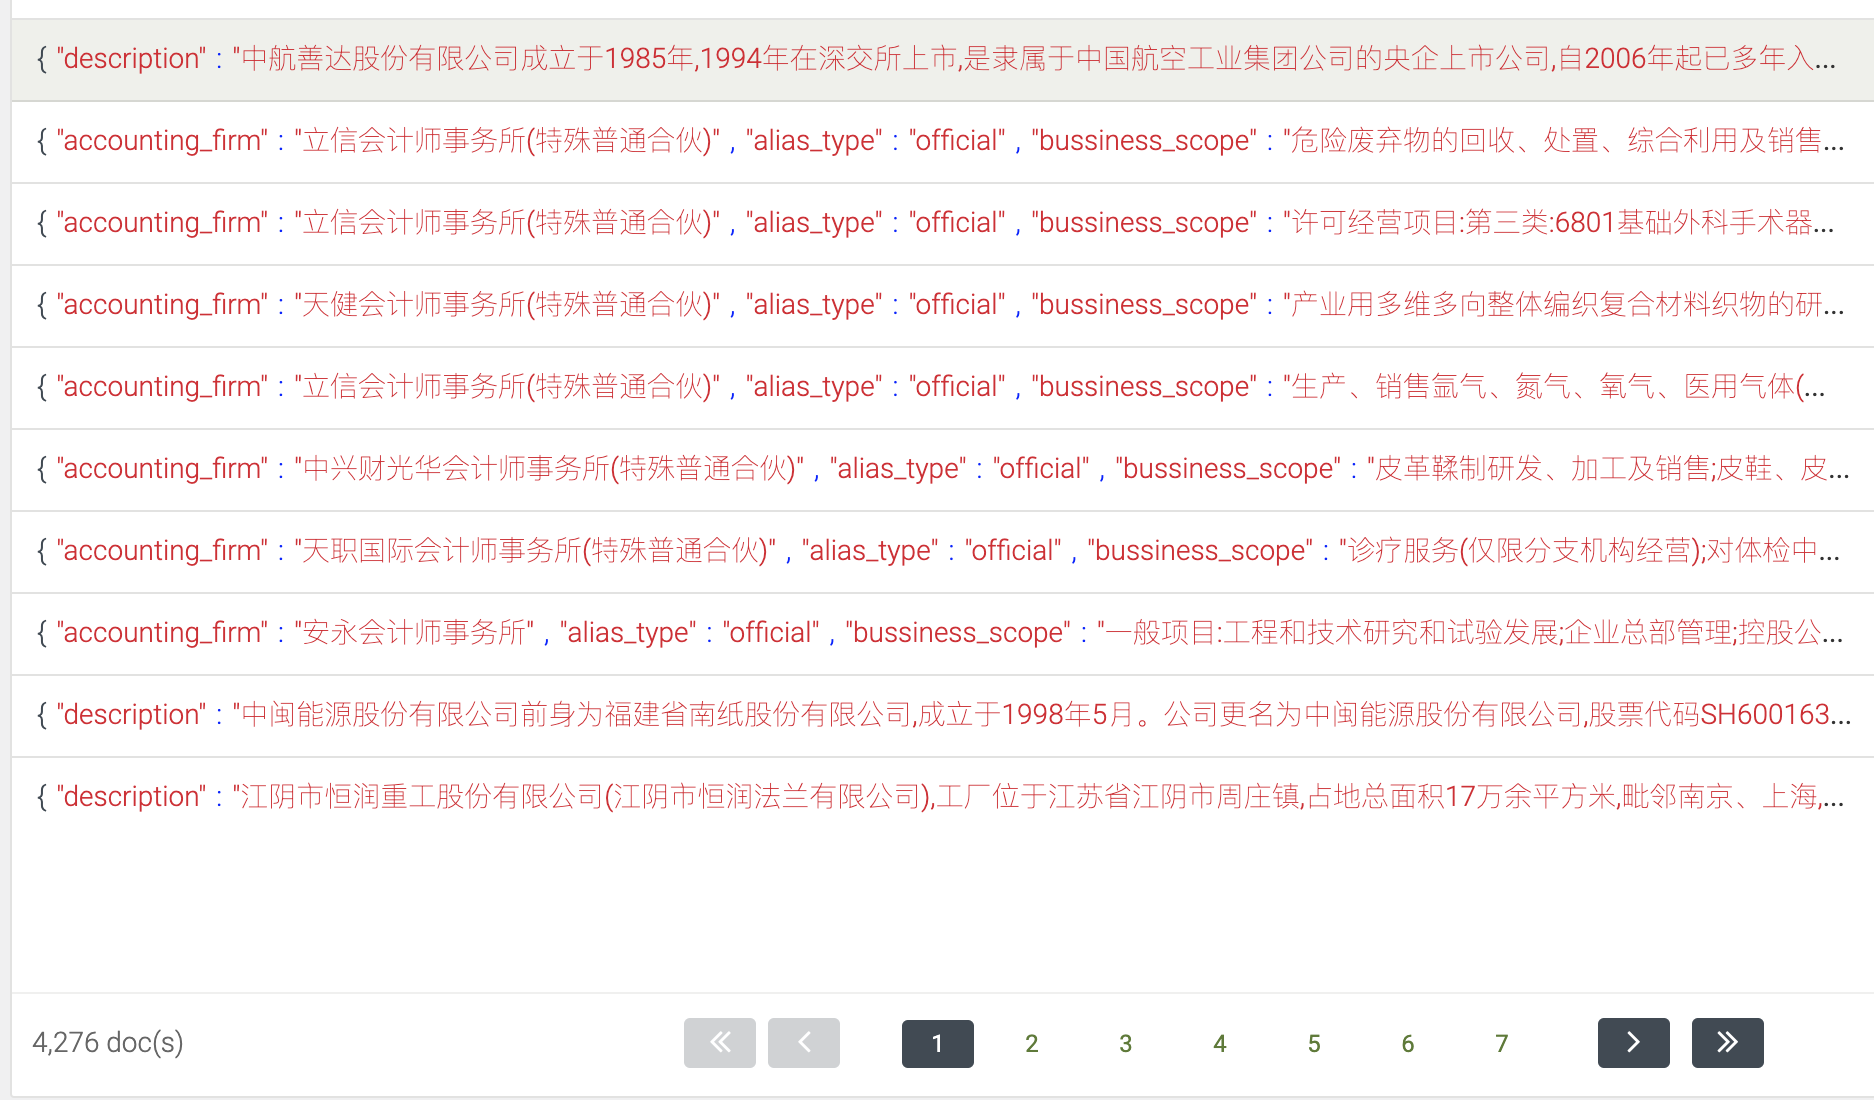 { "description" : "中航善达股份有限公司成立于1985年,1994年在深交所上市,是隶属于中国航空工业集团公司的央企上市公司,自2006年起已多年入...
{ "accounting_firm" : "立信会计师事务所(特殊普通合伙)" , "alias_type" : "official" , "bussiness_scope" : "危险废弃物的回收、处置、综合利用及销售...
{ "accounting_firm" : "立信会计师事务所(特殊普通合伙)" , "alias_type" : "official" , "bussiness_scope" : "许可经营项目:第三类:6801基础外科手术器...
{ "accounting_firm" : "天健会计师事务所(特殊普通合伙)" , "alias_type" : "official" , "bussiness_scope" : "产业用多维多向整体编织复合材料织物的研...
{ "accounting_firm" : "立信会计师事务所(特殊普通合伙)" , "alias_type" : "official" , "bussiness_scope" : "生产、销售氩气、氮气、氧气、医用气体(...
{ "accounting_firm" : "中兴财光华会计师事务所(特殊普通合伙)" , "alias_type" : "official" , "bussiness_scope" : "皮革鞣制研发、加工及销售;皮鞋、皮...
{ "accounting_firm" : "天职国际会计师事务所(特殊普通合伙)" , "alias_type" : "official" , "bussiness_scope" : "诊疗服务(仅限分支机构经营);对体检中...
{ "accounting_firm" : "安永会计师事务所" , "alias_type" : "official" , "bussiness_scope" : "一般项目:工程和技术研究和试验发展;企业总部管理;控股公...
{ "description" : "中闽能源股份有限公司前身为福建省南纸股份有限公司,成立于1998年5月。公司更名为中闽能源股份有限公司,股票代码SH600163...
{ "description" : "江阴市恒润重工股份有限公司(江阴市恒润法兰有限公司),工厂位于江苏省江阴市周庄镇,占地总面积17万余平方米,毗邻南京、上海,...
4,276 doc(s) « ‹ 1 2 3 4 5 6 7 › »